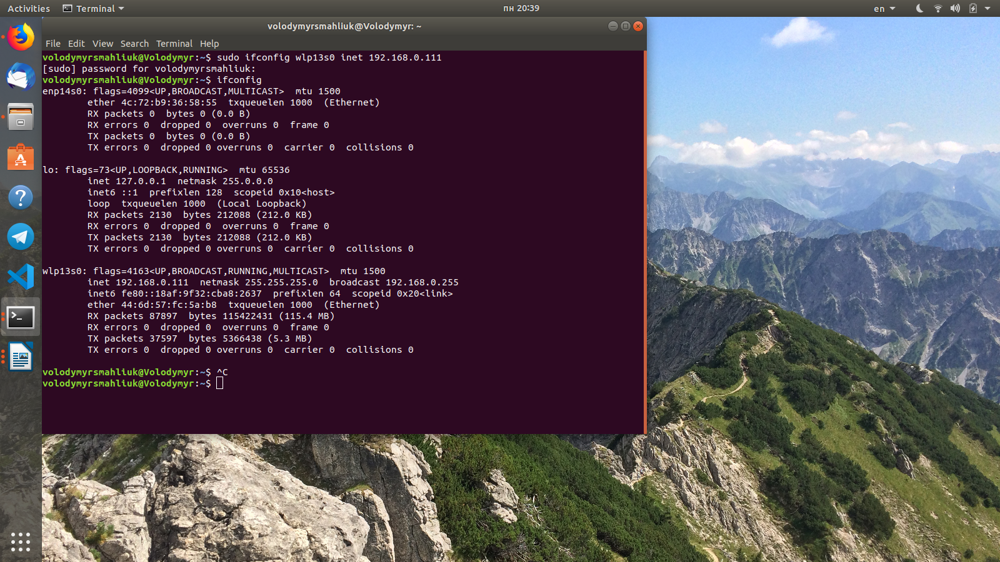 Activities Terminal пн 20:39 en
volodymyrsmahliuk@Volodymyr: ~
File Edit View Search Terminal Help
volodymyrsmahliuk@Volodymyr:~$ sudo ifconfig wlp13s0 inet 192.168.0.111
[sudo] password for volodymyrsmahliuk:
volodymyrsmahliuk@Volodymyr:~$ ifconfig
enp14s0: flags=4099<UP,BROADCAST,MULTICAST>  mtu 1500
        ether 4c:72:b9:36:58:55  txqueuelen 1000  (Ethernet)
        RX packets 0  bytes 0 (0.0 B)
        RX errors 0  dropped 0  overruns 0  frame 0
        TX packets 0  bytes 0 (0.0 B)
        TX errors 0  dropped 0 overruns 0  carrier 0  collisions 0
lo: flags=73<UP,LOOPBACK,RUNNING>  mtu 65536
        inet 127.0.0.1  netmask 255.0.0.0
        inet6 ::1  prefixlen 128  scopeid 0x10<host>
        loop  txqueuelen 1000  (Local Loopback)
        RX packets 2130  bytes 212088 (212.0 KB)
        RX errors 0  dropped 0  overruns 0  frame 0
        TX packets 2130  bytes 212088 (212.0 KB)
        TX errors 0  dropped 0 overruns 0  carrier 0  collisions 0
wlp13s0: flags=4163<UP,BROADCAST,RUNNING,MULTICAST>  mtu 1500
        inet 192.168.0.111  netmask 255.255.255.0  broadcast 192.168.0.255
        inet6 fe80::18af:9f32:cba8:2637  prefixlen 64  scopeid 0x20<link>
        ether 44:6d:57:fc:5a:b8  txqueuelen 1000  (Ethernet)
        RX packets 87897  bytes 115422431 (115.4 MB)
        RX errors 0  dropped 0  overruns 0  frame 0
        TX packets 37597  bytes 5366438 (5.3 MB)
        TX errors 0  dropped 0 overruns 0  carrier 0  collisions 0
volodymyrsmahliuk@Volodymyr:~$ ^C
volodymyrsmahliuk@Volodymyr:~$